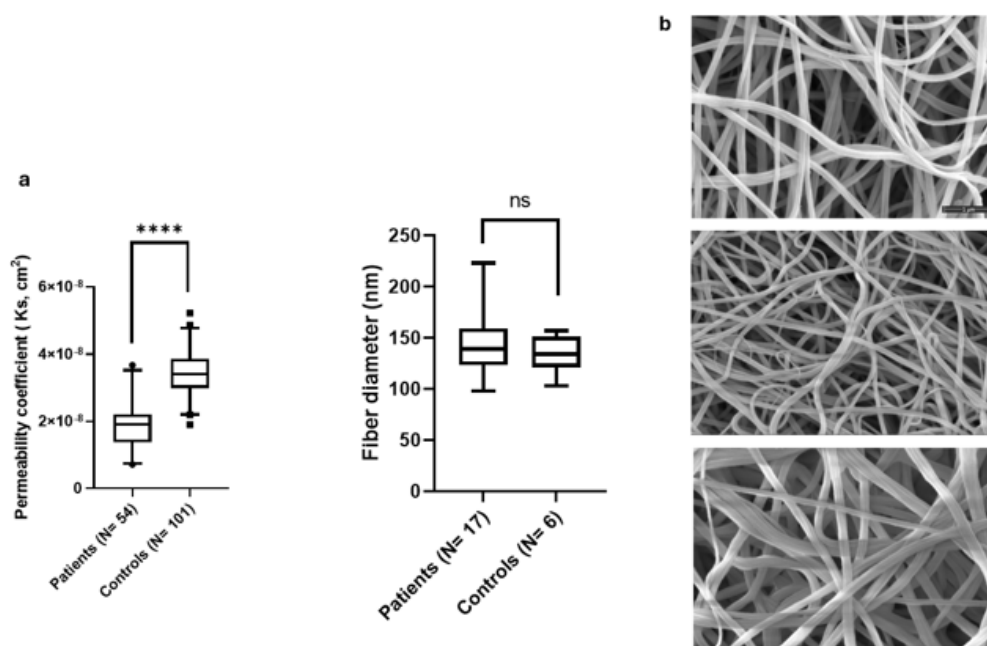 b
a
****
ns
Permeability coefficient ( Ks, cm²)
6×10⁻⁸
4×10⁻⁸
2×10⁻⁸
0
Patients (N= 54)
Controls (N= 101)
Fiber diameter (nm)
250
200
150
100
50
0
Patients (N= 17)
Controls (N= 6)